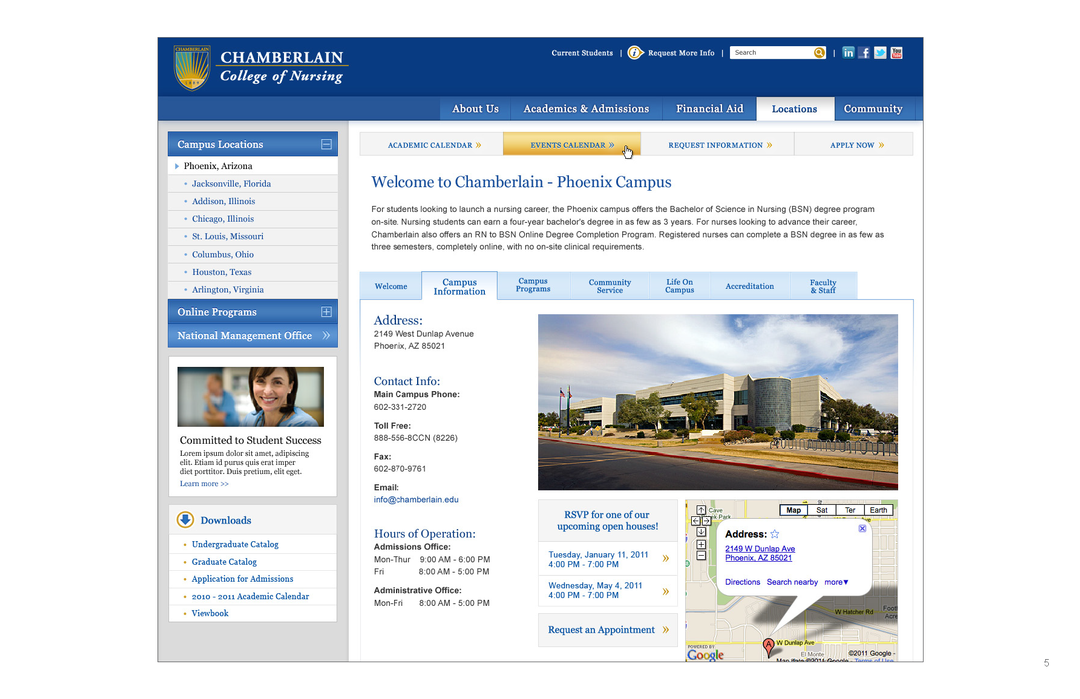 CHAMBERLAIN
College of Nursing
Current Students | Request More Info | Search |
About Us Academics & Admissions Financial Aid Locations Community
Campus Locations
Phoenix, Arizona
Jacksonville, Florida
Addison, Illinois
Chicago, Illinois
St. Louis, Missouri
Columbus, Ohio
Houston, Texas
Arlington, Virginia
Online Programs
National Management Office »
Committed to Student Success
Lorem ipsum dolor sit amet, adipiscing
elit. Etiam id purus quis erat imper
diet porttitor. Duis pretium, elit eget.
Learn more >>
Downloads
Undergraduate Catalog
Graduate Catalog
Application for Admissions
2010 - 2011 Academic Calendar
Viewbook
ACADEMIC CALENDAR » EVENTS CALENDAR » REQUEST INFORMATION » APPLY NOW »
Welcome to Chamberlain - Phoenix Campus
For students looking to launch a nursing career, the Phoenix campus offers the Bachelor of Science in Nursing (BSN) degree program
on-site. Nursing students can earn a four-year bachelor's degree in as few as 3 years. For nurses looking to advance their career,
Chamberlain also offers an RN to BSN Online Degree Completion Program. Registered nurses can complete a BSN degree in as few as
three semesters, completely online, with no on-site clinical requirements.
Welcome
Campus
Information
Campus
Programs
Community
Service
Life On
Campus
Accreditation
Faculty
& Staff
Address:
2149 West Dunlap Avenue
Phoenix, AZ 85021
Contact Info:
Main Campus Phone:
602-331-2720
Toll Free:
888-556-8CCN (8226)
Fax:
602-870-9761
Email:
info@chamberlain.edu
Hours of Operation:
Admissions Office:
Mon-Thur 9:00 AM - 6:00 PM
Fri 8:00 AM - 5:00 PM
Administrative Office:
Mon-Fri 8:00 AM - 5:00 PM
RSVP for one of our
upcoming open houses!
Tuesday, January 11, 2011
4:00 PM - 7:00 PM »
Wednesday, May 4, 2011
4:00 PM - 7:00 PM »
Request an Appointment »
Cave
Park
Map Sat Ter Earth
Address:
2149 W Dunlap Ave
Phoenix, AZ 85021
Directions Search nearby more▼
W Hatcher Rd
A
W Dunlap Ave
El Monte
POWERED BY
Google
©2011 Google -
Terms of Use
5